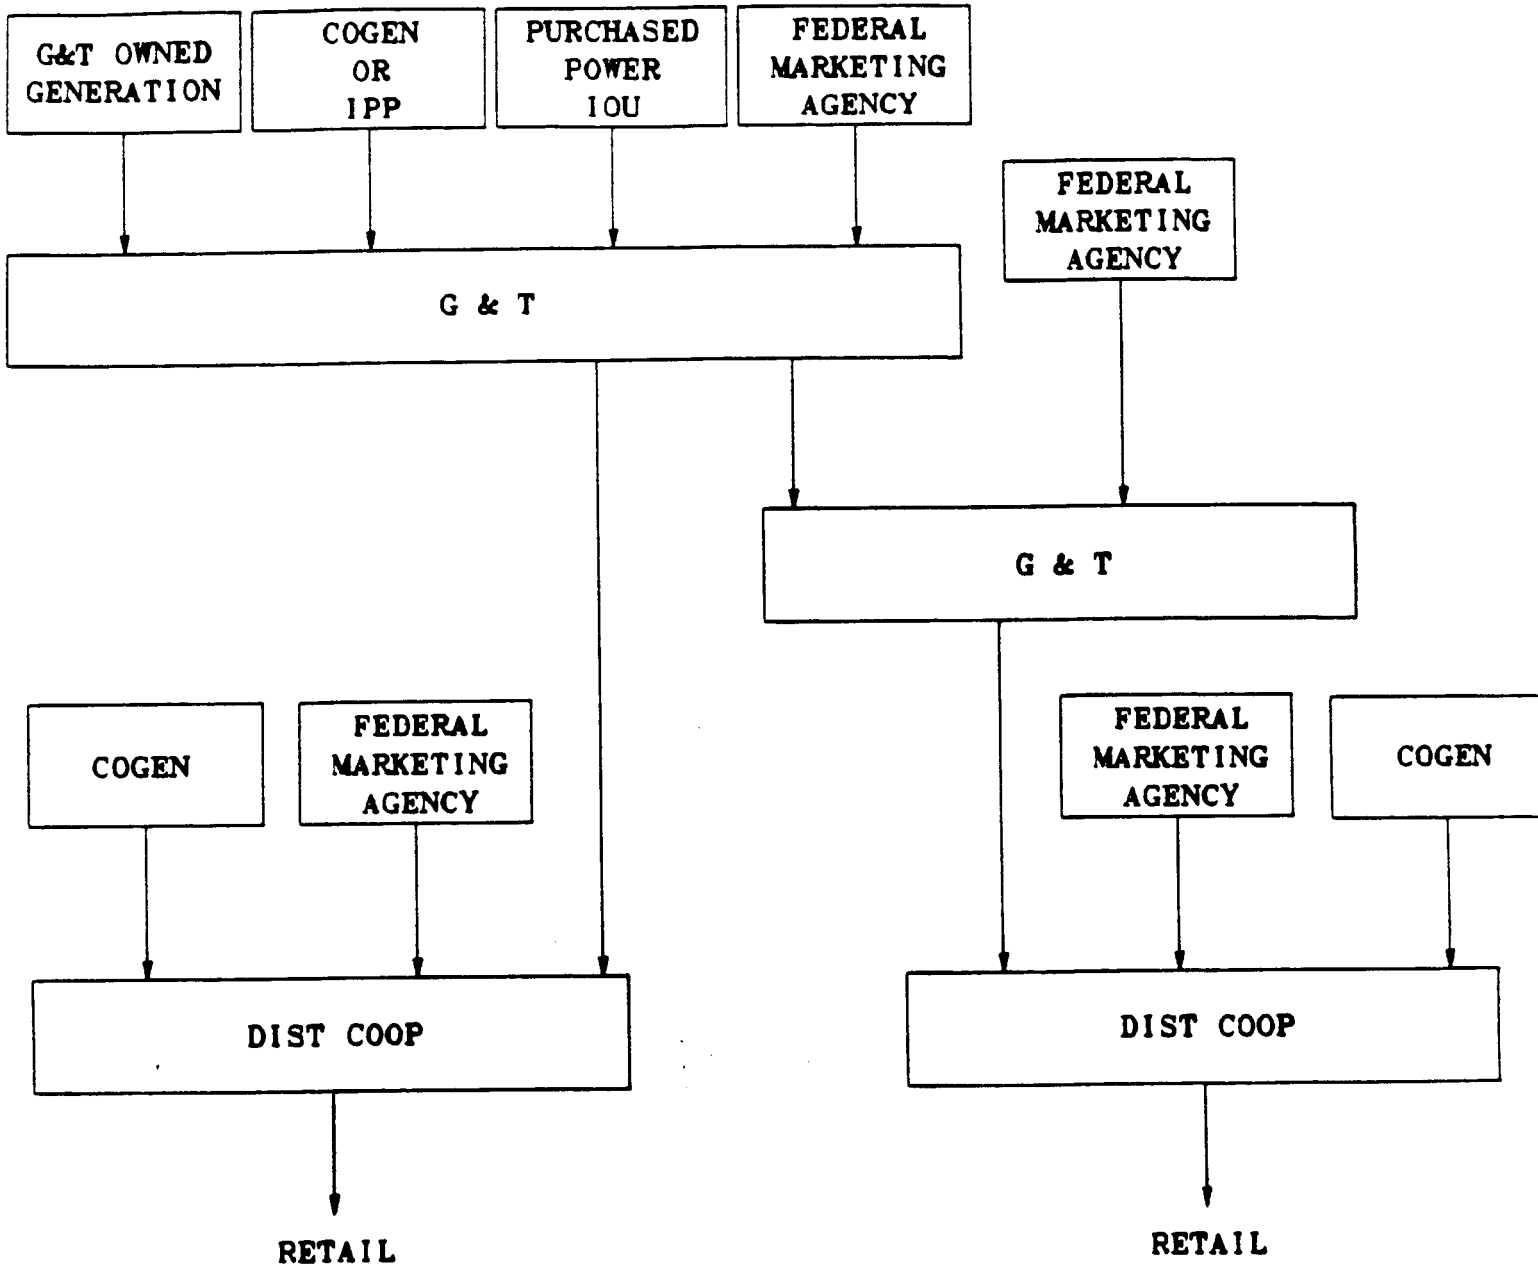 G&T OWNED
GENERATION
COGEN
OR
IPP
PURCHASED
POWER
IOU
FEDERAL
MARKETING
AGENCY
FEDERAL
MARKETING
AGENCY
G & T
G & T
COGEN
FEDERAL
MARKETING
AGENCY
FEDERAL
MARKETING
AGENCY
COGEN
DIST COOP
DIST COOP
RETAIL
RETAIL